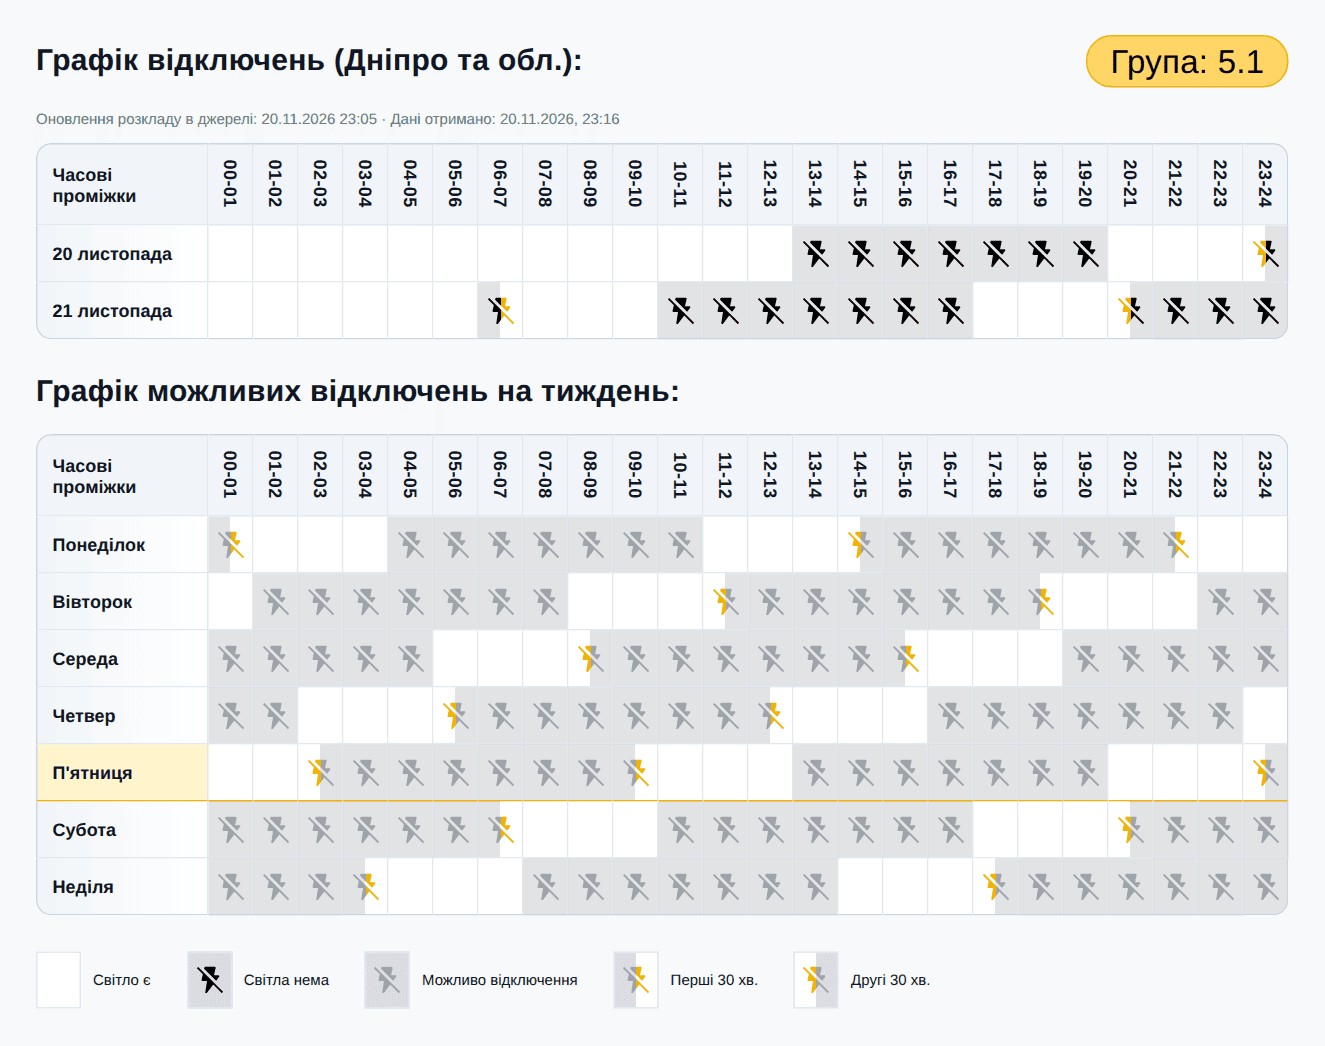 Графік відключень (Дніпро та обл.):
Група: 5.1
Оновлення розкладу в джерелі: 20.11.2026 23:05 · Дані отримано: 20.11.2026, 23:16
Часові
проміжки
00-01 01-02 02-03 03-04 04-05 05-06 06-07 07-08 08-09 09-10 10-11 11-12 12-13 13-14 14-15 15-16 16-17 17-18 18-19 19-20 20-21 21-22 22-23 23-24
20 листопада
21 листопада
Графік можливих відключень на тиждень:
Часові
проміжки
00-01 01-02 02-03 03-04 04-05 05-06 06-07 07-08 08-09 09-10 10-11 11-12 12-13 13-14 14-15 15-16 16-17 17-18 18-19 19-20 20-21 21-22 22-23 23-24
Понеділок
Вівторок
Середа
Четвер
П'ятниця
Субота
Неділя
Світло є
Світла нема
Можливо відключення
Перші 30 хв.
Другі 30 хв.